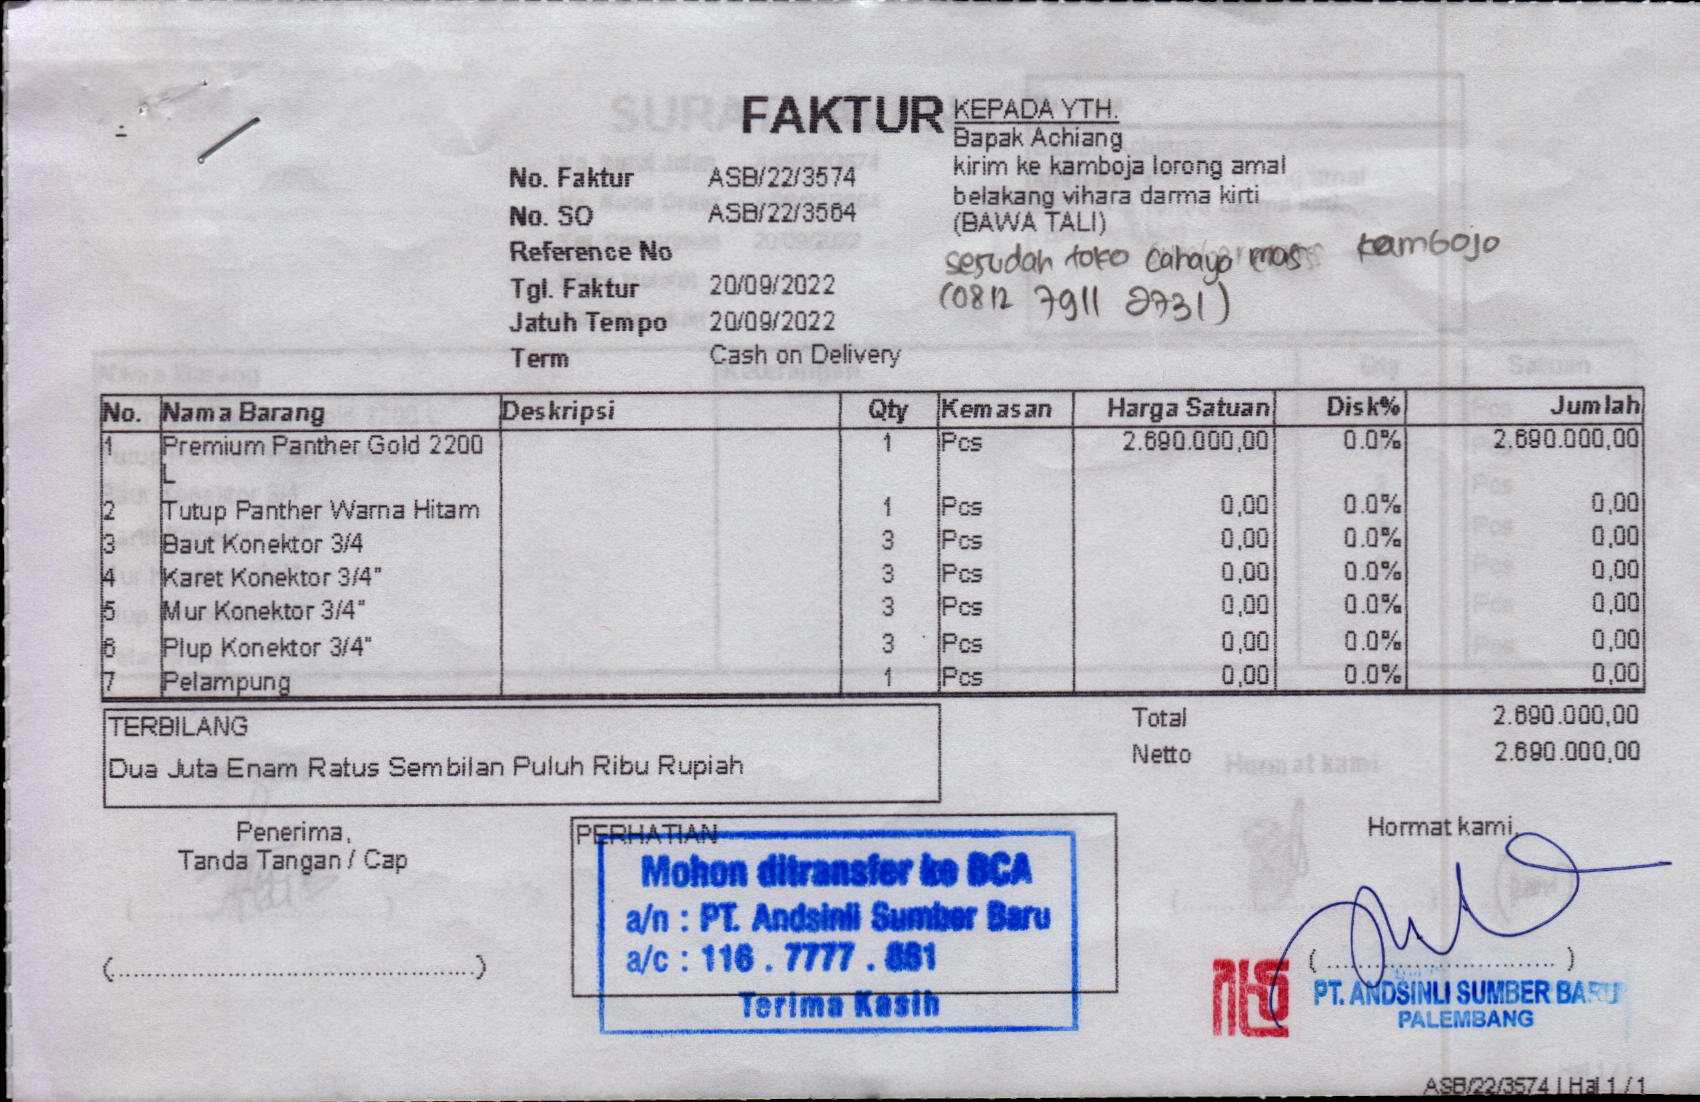 FAKTUR
KEPADA YTH.
Bapak Achiang
kirim ke kamboja lorong amal
belakang vihara darma kirti
(BAWA TALI)
sesudah toko cahaya mas kambojo
(0812 7911 2731)
No. Faktur ASB/22/3574
No. SO ASB/22/3564
Reference No
Tgl. Faktur 20/09/2022
Jatuh Tempo 20/09/2022
Term Cash on Delivery
No. Nama Barang Deskripsi Qty Kemasan Harga Satuan Disk% Jumlah
1 Premium Panther Gold 2200 1 Pcs 2.690.000,00 0.0% 2.690.000,00
L
2 Tutup Panther Warna Hitam 1 Pcs 0,00 0.0% 0,00
3 Baut Konektor 3/4 3 Pcs 0,00 0.0% 0,00
4 Karet Konektor 3/4" 3 Pcs 0,00 0.0% 0,00
5 Mur Konektor 3/4" 3 Pcs 0,00 0.0% 0,00
6 Plup Konektor 3/4" 3 Pcs 0,00 0.0% 0,00
7 Pelampung 1 Pcs 0,00 0.0% 0,00
TERBILANG
Dua Juta Enam Ratus Sembilan Puluh Ribu Rupiah
Total 2.690.000,00
Netto 2.690.000,00
Penerima,
Tanda Tangan / Cap
(................................................)
PERHATIAN
Mohon ditransfer ke BCA
a/n : PT. Andsinli Sumber Baru
a/c : 116 . 7777 . 881
Terima Kasih
Hormat kami,
(................................)
PT. ANDSINLI SUMBER BARU
PALEMBANG
ASB/22/3574 | Hal 1 / 1